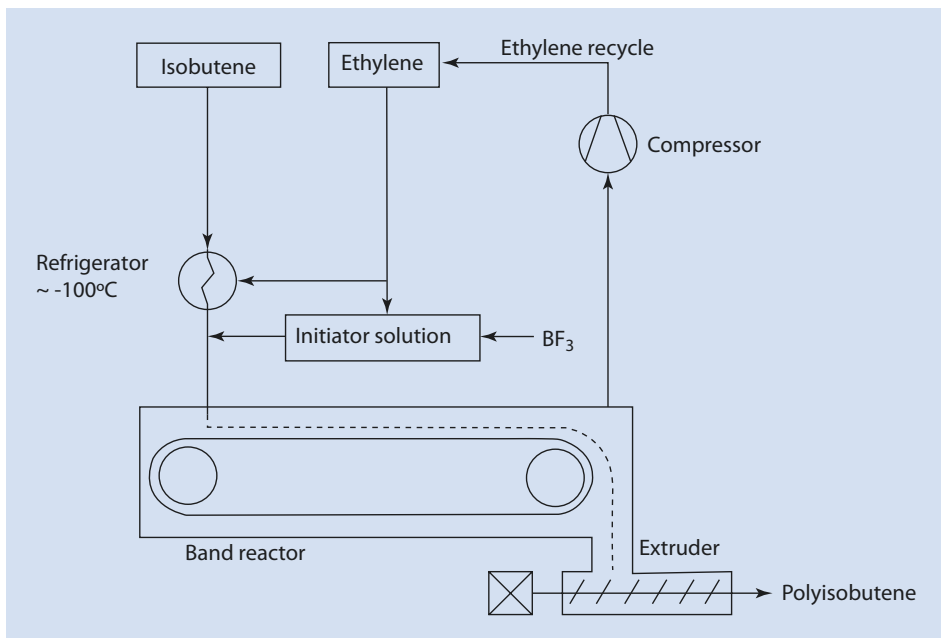 Ethylene recycle
Isobutene
Ethylene
Compressor
Refrigerator
~ -100ºC
Initiator solution
BF₃
Band reactor
Extruder
Polyisobutene